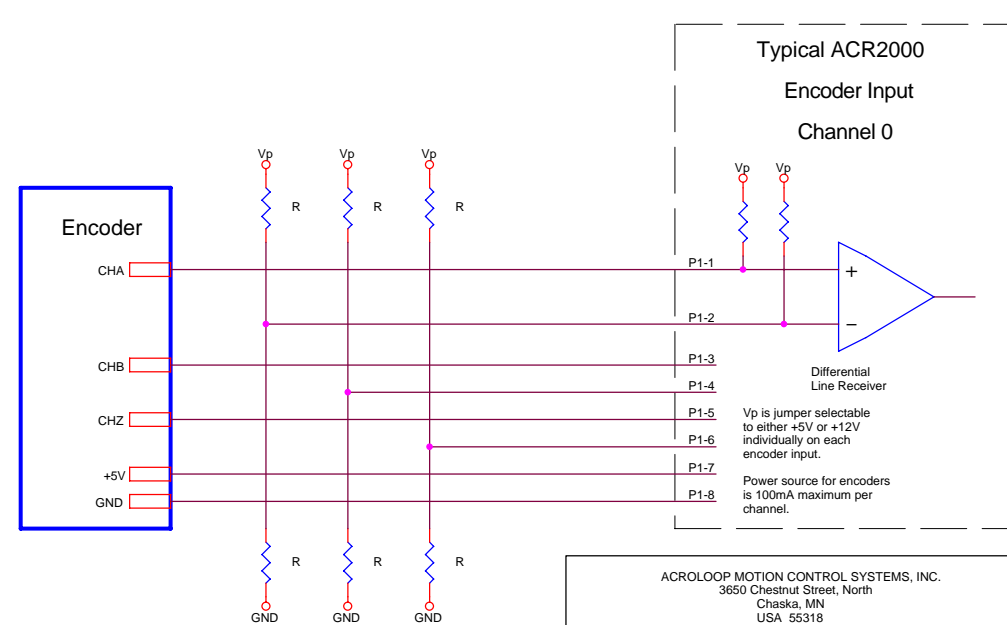 Typical ACR2000
Encoder Input
Channel 0
Vp
Vp
Vp
Vp
Vp
R
R
R
Encoder
CHA
P1-1
+
P1-2
−
CHB
P1-3
Differential
Line Receiver
P1-4
CHZ
P1-5
Vp is jumper selectable
to either +5V or +12V
individually on each
encoder input.
P1-6
+5V
P1-7
GND
P1-8
Power source for encoders
is 100mA maximum per
channel.
R
R
R
GND
GND
GND
ACROLOOP MOTION CONTROL SYSTEMS, INC.
3650 Chestnut Street, North
Chaska, MN
USA 55318